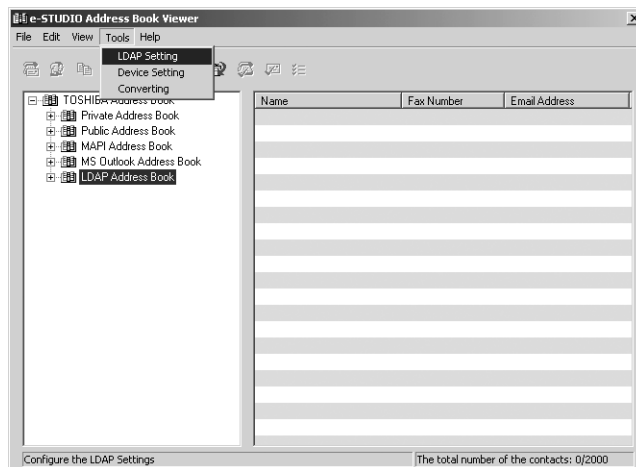 e-STUDIO Address Book Viewer
File Edit View Tools Help
LDAP Setting
Device Setting
Converting
TOSHIBA Address Book
Private Address Book
Public Address Book
MAPI Address Book
MS Outlook Address Book
LDAP Address Book
Name Fax Number Email Address
Configure the LDAP Settings
The total number of the contacts: 0/2000